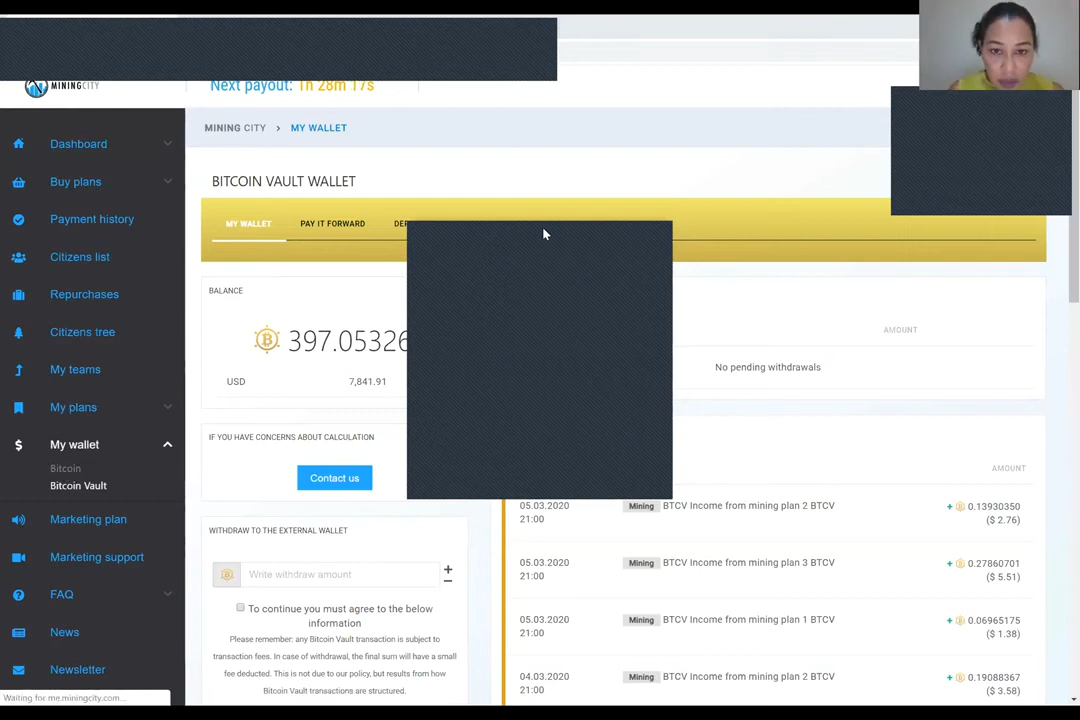 MININGCITY
Next payout: 1h 28m 17s
MINING CITY > MY WALLET
Dashboard
Buy plans
Payment history
Citizens list
Repurchases
Citizens tree
My teams
My plans
My wallet
Bitcoin
Bitcoin Vault
Marketing plan
Marketing support
FAQ
News
Newsletter
Waiting for me.miningcity.com...
BITCOIN VAULT WALLET
MY WALLET PAY IT FORWARD
BALANCE
397.05326
USD 7,841.91
IF YOU HAVE CONCERNS ABOUT CALCULATION
Contact us
WITHDRAW TO THE EXTERNAL WALLET
Write withdraw amount + −
To continue you must agree to the below
information
Please remember: any Bitcoin Vault transaction is subject to
transaction fees. In case of withdrawal, the final sum will have a small
fee deducted. This is not due to our policy, but results from how
Bitcoin Vault transactions are structured.
AMOUNT
No pending withdrawals
AMOUNT
05.03.2020 Mining BTCV Income from mining plan 2 BTCV + 0.13930350
21:00 ($ 2.76)
05.03.2020 Mining BTCV Income from mining plan 3 BTCV + 0.27860701
21:00 ($ 5.51)
05.03.2020 Mining BTCV Income from mining plan 1 BTCV + 0.06965175
21:00 ($ 1.38)
04.03.2020 Mining BTCV Income from mining plan 2 BTCV + 0.19088367
21:00 ($ 3.58)